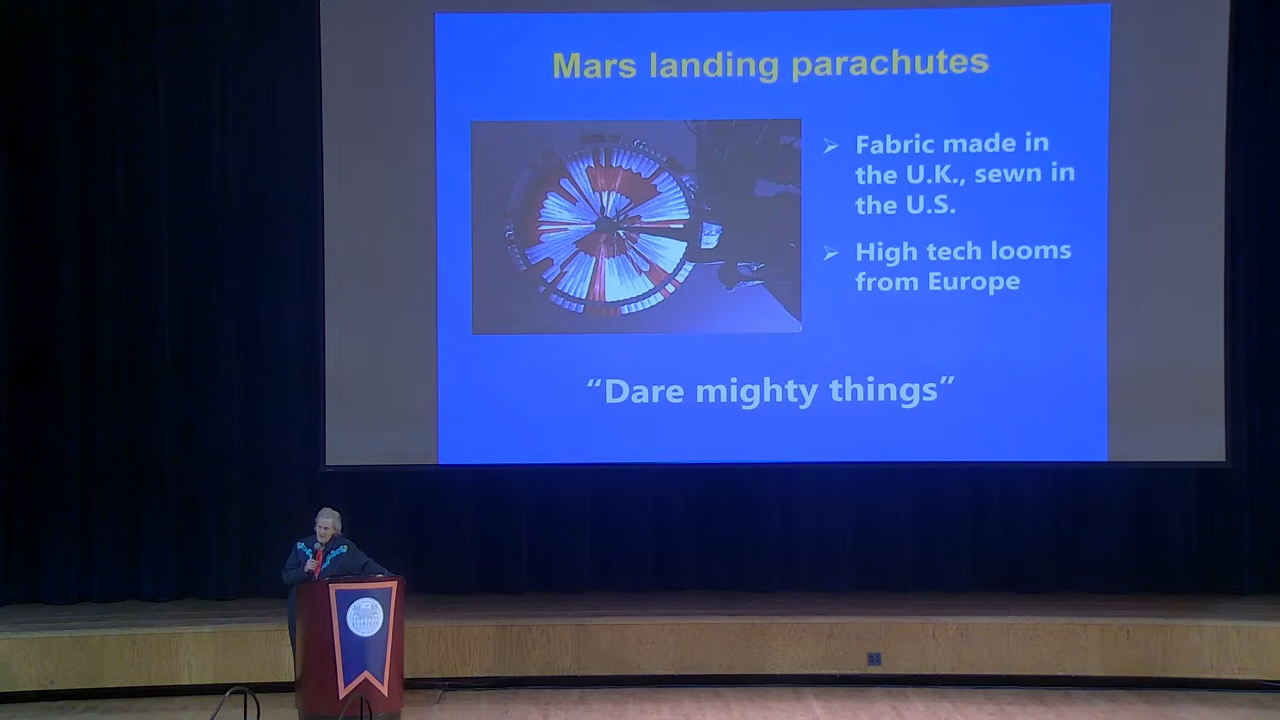 Mars landing parachutes
➢ Fabric made in
the U.K., sewn in
the U.S.
➢ High tech looms
from Europe
“Dare mighty things”